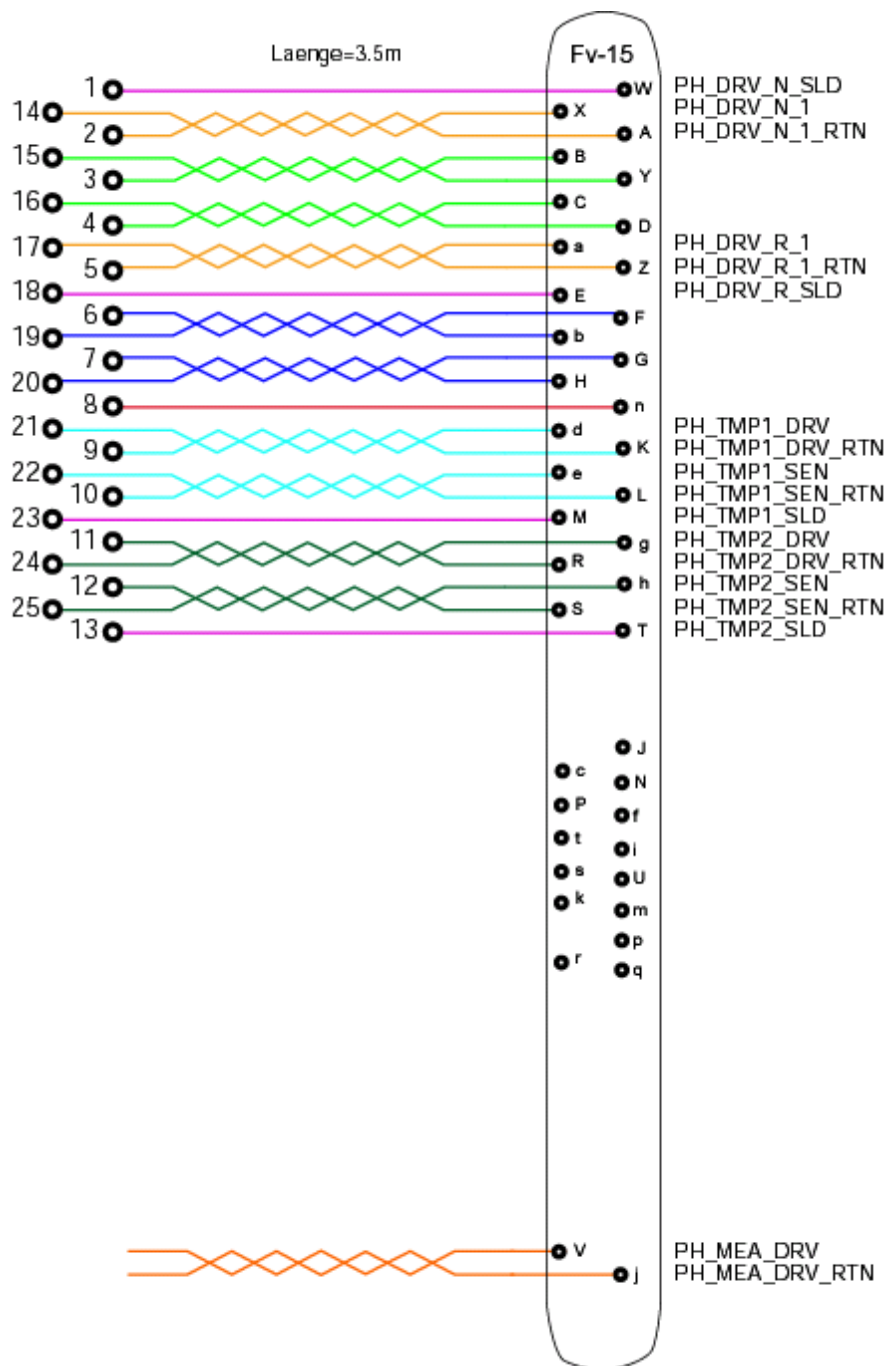 Laenge=3.5m Fv-15
1 W PH_DRV_N_SLD
14 X PH_DRV_N_1
2 A PH_DRV_N_1_RTN
15 B
3 Y
16 C
4 D
17 a PH_DRV_R_1
5 Z PH_DRV_R_1_RTN
18 E PH_DRV_R_SLD
6 F
19 b
7 G
20 H
8 n
21 d PH_TMP1_DRV
9 K PH_TMP1_DRV_RTN
22 e PH_TMP1_SEN
10 L PH_TMP1_SEN_RTN
23 M PH_TMP1_SLD
11 g PH_TMP2_DRV
24 R PH_TMP2_DRV_RTN
12 h PH_TMP2_SEN
25 S PH_TMP2_SEN_RTN
13 T PH_TMP2_SLD
J
c
N
P
f
t
i
s
U
k
m
p
r
q
V PH_MEA_DRV
j PH_MEA_DRV_RTN